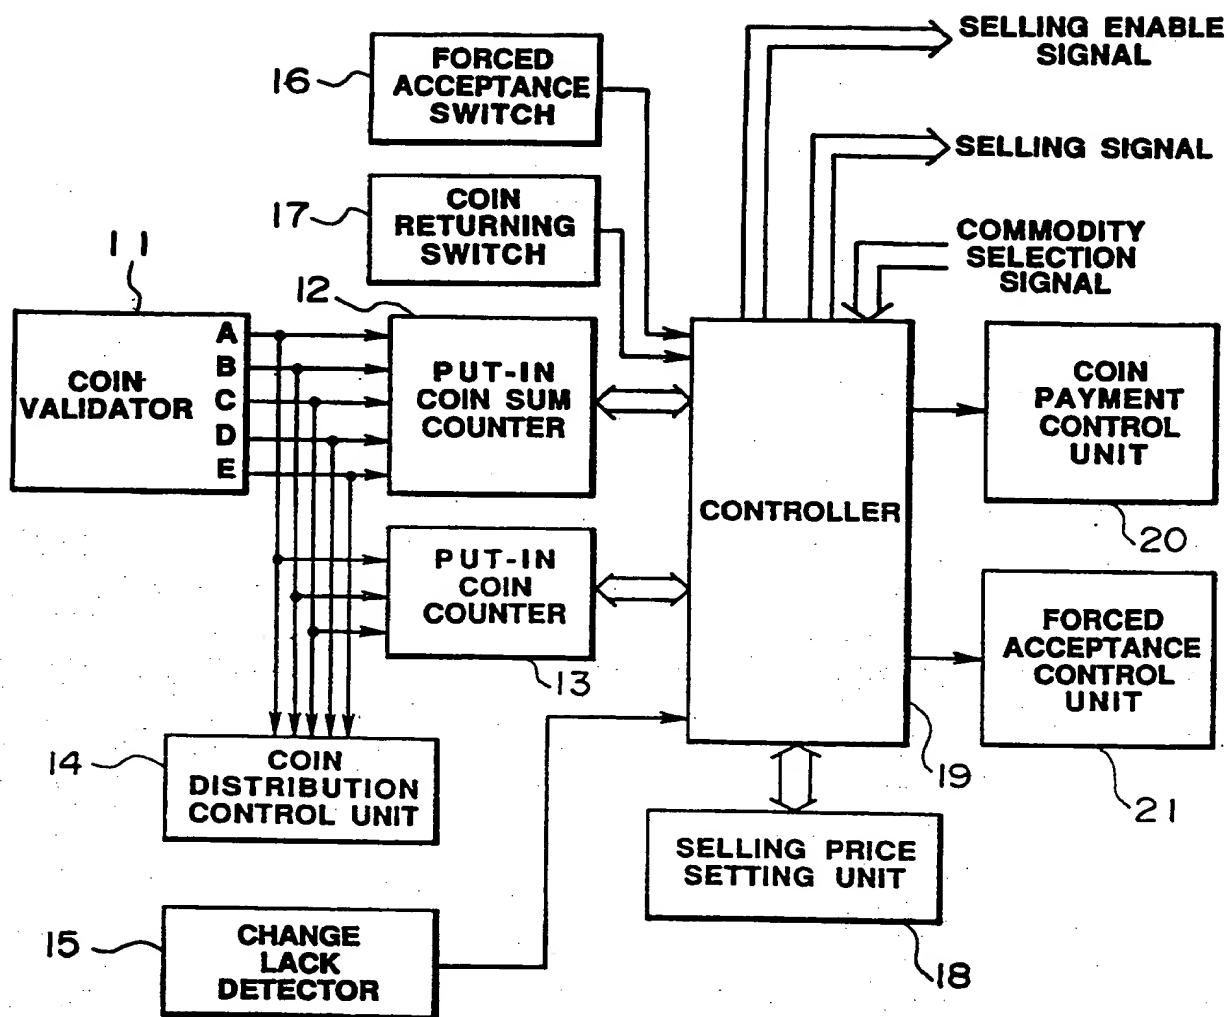 SELLING ENABLE
SIGNAL
16
FORCED
ACCEPTANCE
SWITCH
SELLING SIGNAL
17
COIN
RETURNING
SWITCH
COMMODITY
SELECTION
SIGNAL
11
COIN
VALIDATOR
A
B
C
D
E
12
PUT-IN
COIN SUM
COUNTER
PUT-IN
COIN
COUNTER
13
CONTROLLER
19
COIN
PAYMENT
CONTROL
UNIT
20
FORCED
ACCEPTANCE
CONTROL
UNIT
21
14
COIN
DISTRIBUTION
CONTROL UNIT
SELLING PRICE
SETTING UNIT
18
15
CHANGE
LACK
DETECTOR